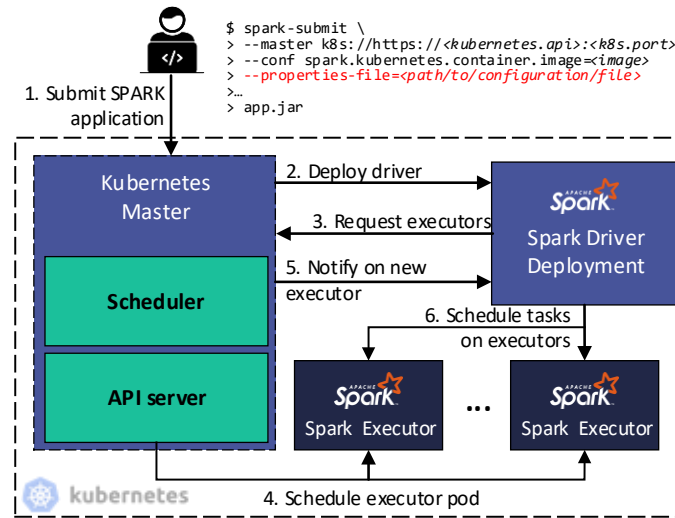 $ spark-submit \
> --master k8s://https://<kubernetes.api>:<k8s.port>
> --conf spark.kubernetes.container.image=<image>
> --properties-file=<path/to/configuration/file>
>…
> app.jar
</>
1. Submit SPARK
application
Kubernetes
Master
2. Deploy driver
3. Request executors
APACHE
Spark
Spark Driver
Deployment
Scheduler
5. Notify on new
executor
6. Schedule tasks
on executors
API server
APACHE
Spark
Spark Executor
...
APACHE
Spark
Spark Executor
kubernetes
4. Schedule executor pod